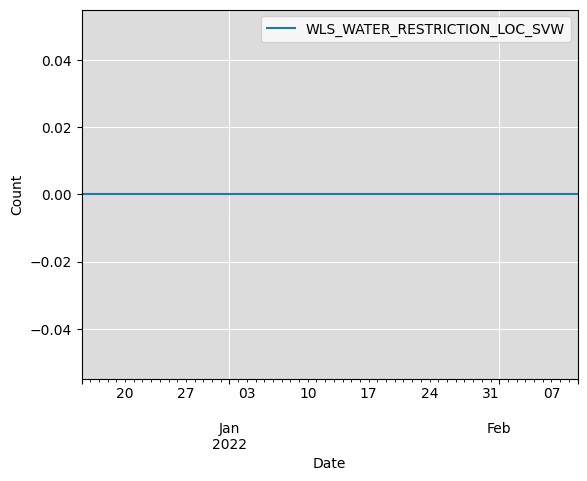 WLS_WATER_RESTRICTION_LOC_SVW
0.04
0.02
0.00
−0.02
−0.04
Count
20 27 03 10 17 24 31 07
Jan Feb
2022
Date